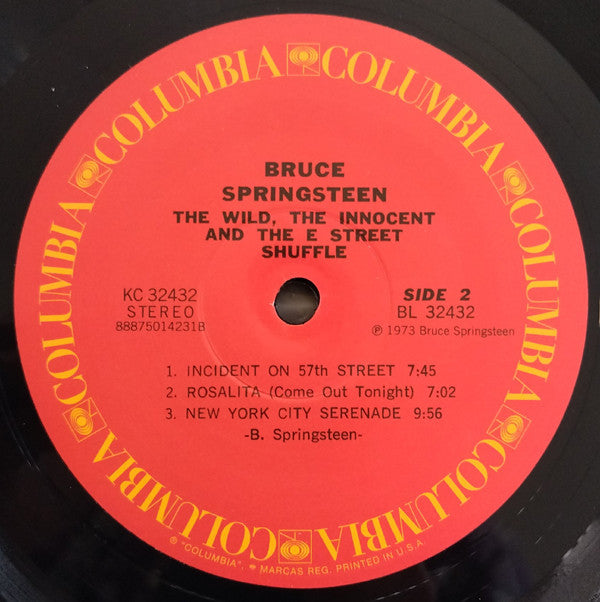 COLUMBIA COLUMBIA COLUMBIA COLUMBIA COLUMBIA COLUMBIA
BRUCE
SPRINGSTEEN
THE WILD, THE INNOCENT
AND THE E STREET
SHUFFLE
KC 32432
STEREO
88875014231B
SIDE 2
BL 32432
℗ 1973 Bruce Springsteen
1. INCIDENT ON 57th STREET 7:45
2. ROSALITA (Come Out Tonight) 7:02
3. NEW YORK CITY SERENADE 9:56
-B. Springsteen-
® "COLUMBIA", ® MARCAS REG. PRINTED IN U.S.A.